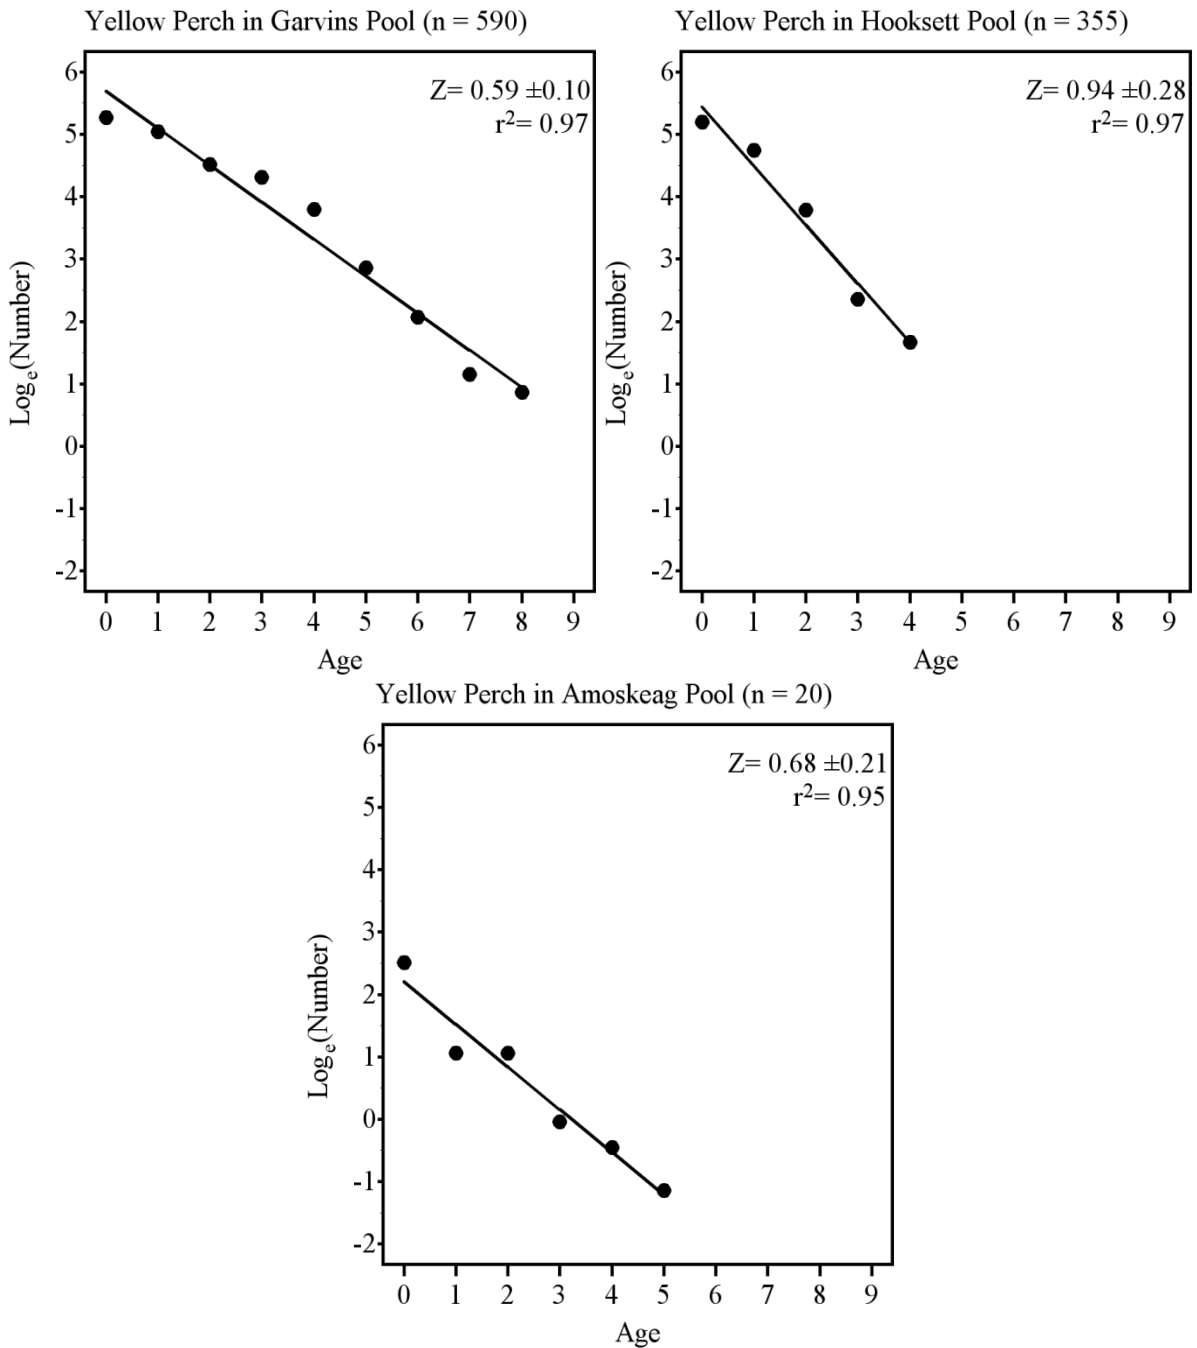 Yellow Perch in Garvins Pool (n = 590)
Z= 0.59 ±0.10
r²= 0.97
6
5
4
3
2
1
0
-1
-2
Logₑ(Number)
0 1 2 3 4 5 6 7 8 9
Age
Yellow Perch in Hooksett Pool (n = 355)
Z= 0.94 ±0.28
r²= 0.97
6
5
4
3
2
1
0
-1
-2
Logₑ(Number)
0 1 2 3 4 5 6 7 8 9
Age
Yellow Perch in Amoskeag Pool (n = 20)
Z= 0.68 ±0.21
r²= 0.95
6
5
4
3
2
1
0
-1
-2
Logₑ(Number)
0 1 2 3 4 5 6 7 8 9
Age